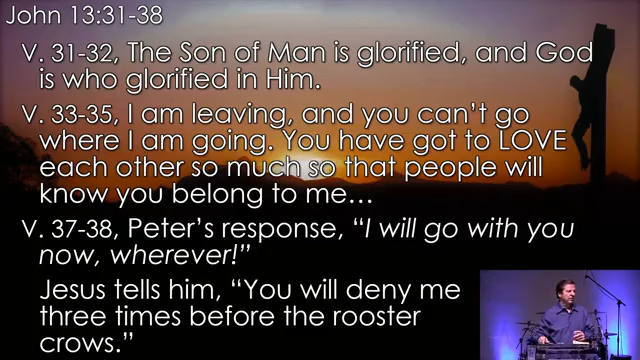 John 13:31-38
V. 31-32, The Son of Man is glorified, and God
is who glorified in Him.
V. 33-35, I am leaving, and you can't go
where I am going. You have got to LOVE
each other so much so that people will
know you belong to me…
V. 37-38, Peter's response, “I will go with you
now, wherever!”
Jesus tells him, “You will deny me
three times before the rooster
crows.”